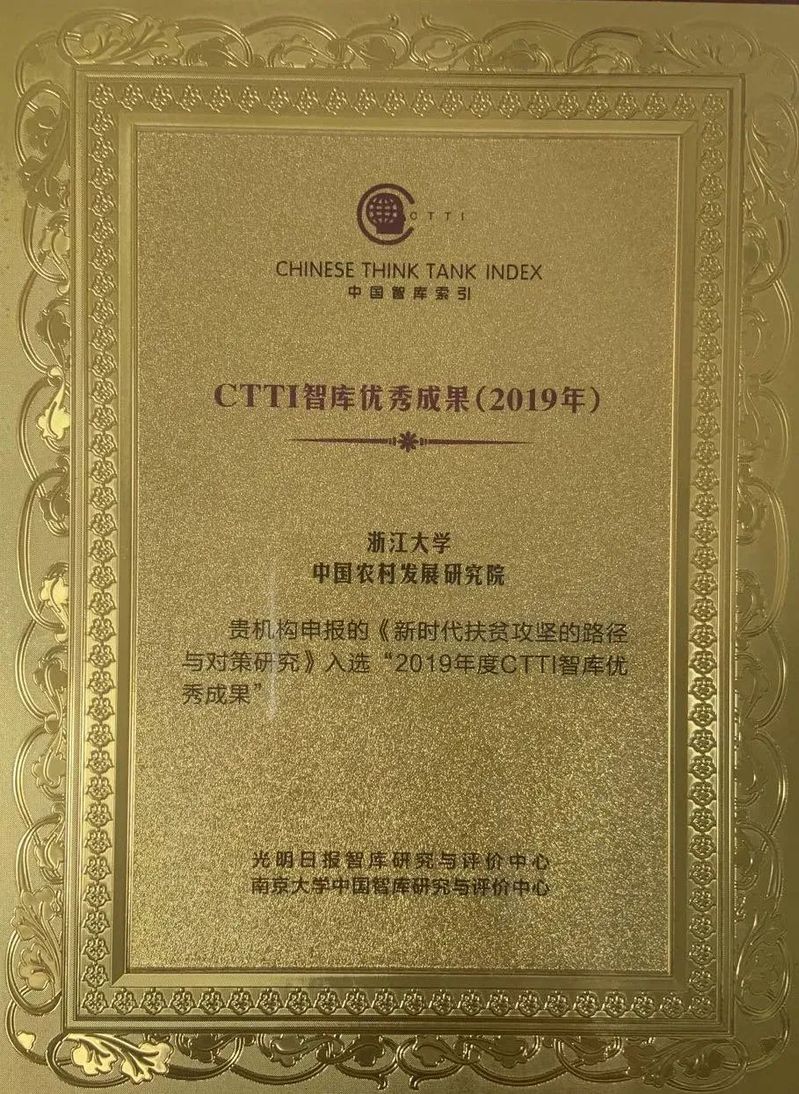 CTTI
CHINESE THINK TANK INDEX
中国智库索引
CTTI智库优秀成果(2019年)
浙江大学
中国农村发展研究院
贵机构申报的《新时代扶贫攻坚的路径
与对策研究》入选“2019年度CTTI智库优
秀成果”
光明日报智库研究与评价中心
南京大学中国智库研究与评价中心